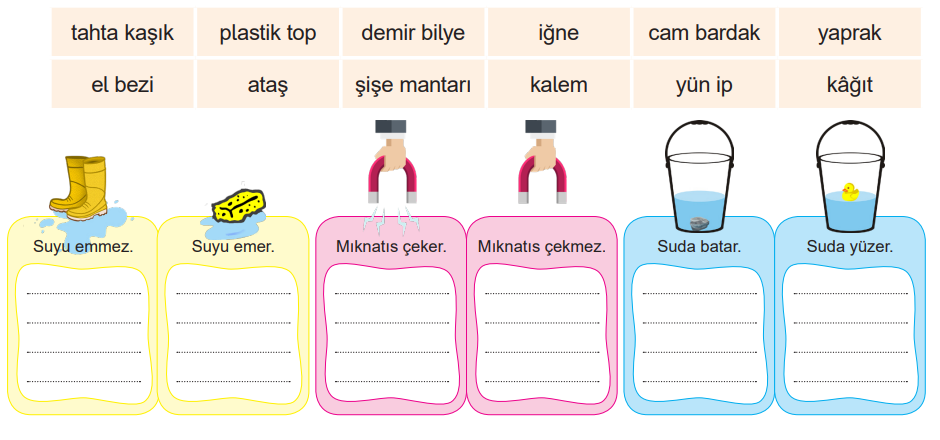 tahta kaşık plastik top demir bilye iğne cam bardak yaprak
el bezi ataş şişe mantarı kalem yün ip kâğıt
Suyu emmez. Suyu emer. Mıknatıs çeker. Mıknatıs çekmez. Suda batar. Suda yüzer.